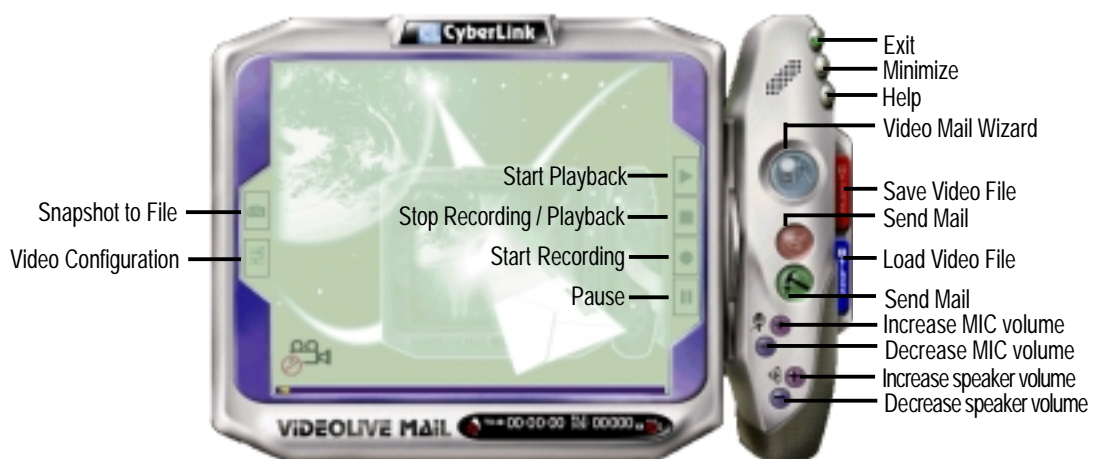 CyberLink
Exit
Minimize
Help
Video Mail Wizard
Save Video File
Send Mail
Load Video File
Send Mail
Increase MIC volume
Decrease MIC volume
Increase speaker volume
Decrease speaker volume
Start Playback
Stop Recording / Playback
Start Recording
Pause
Snapshot to File
Video Configuration
VIDEOLIVE MAIL
00:00:00
00000